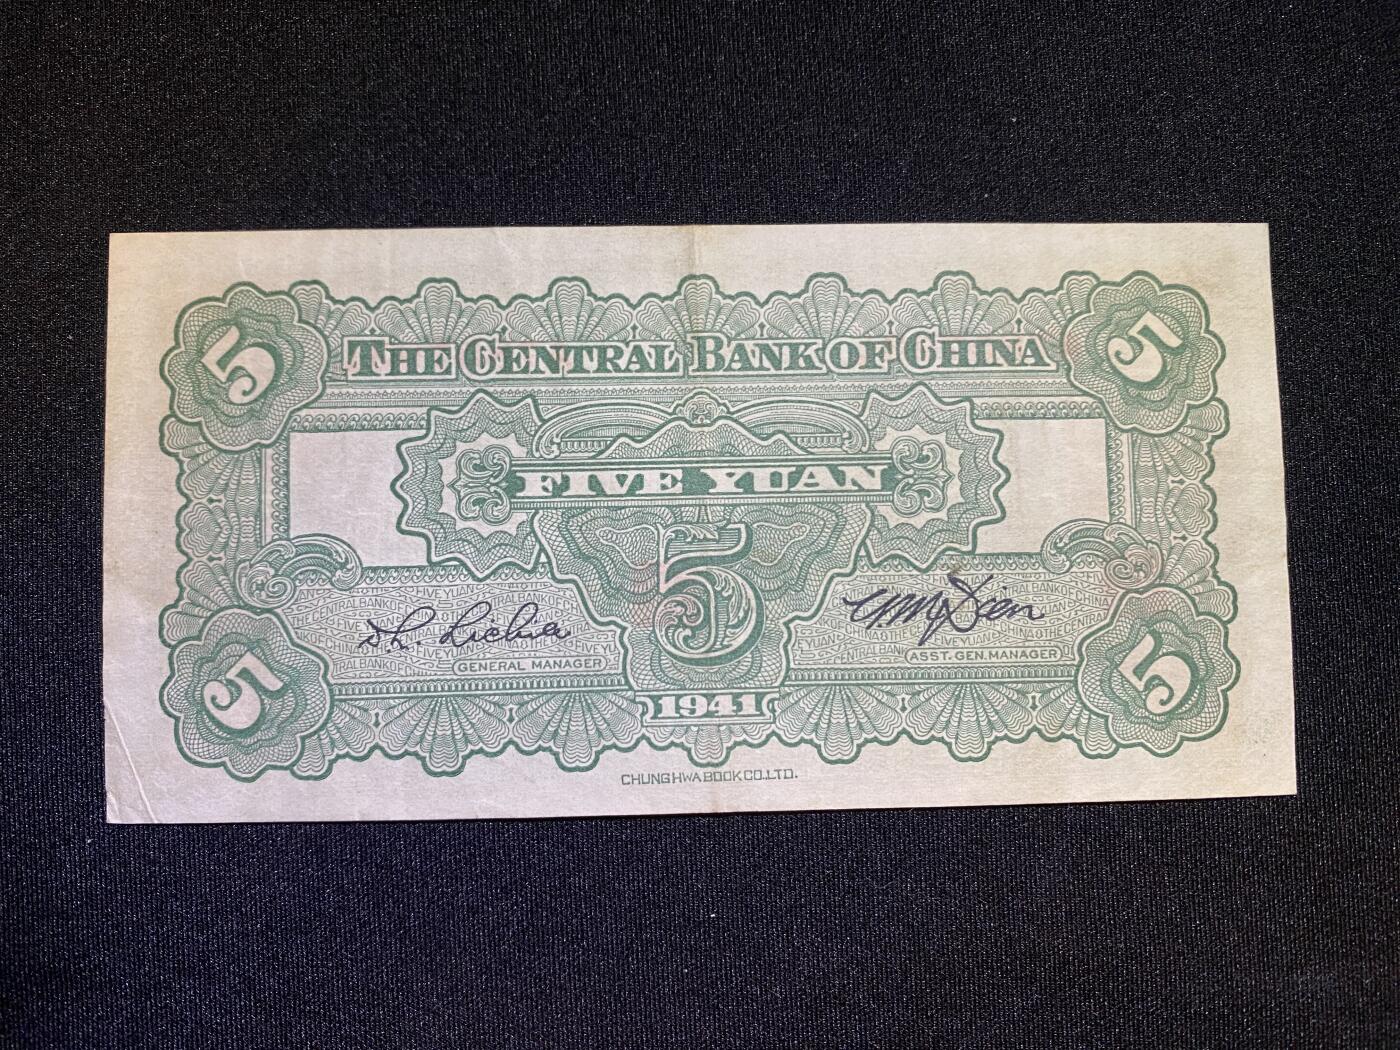 5 5
THE CENTRAL BANK OF CHINA
FIVE YUAN
5
GENERAL MANAGER
ASST. GEN. MANAGER
5 5
1941
CHUNG HWA BOOK CO. LTD.